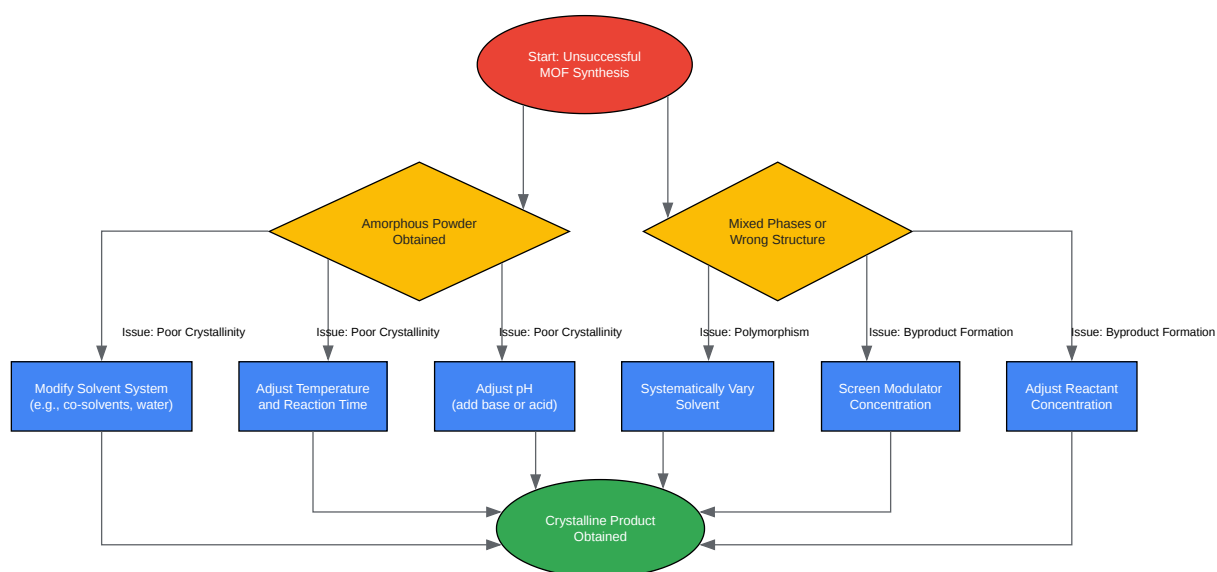 Start: Unsuccessful
MOF Synthesis
Amorphous Powder
Obtained
Mixed Phases or
Wrong Structure
Issue: Poor Crystallinity
Issue: Poor Crystallinity
Issue: Poor Crystallinity
Issue: Polymorphism
Issue: Byproduct Formation
Issue: Byproduct Formation
Modify Solvent System
(e.g., co-solvents, water)
Adjust Temperature
and Reaction Time
Adjust pH
(add base or acid)
Systematically Vary
Solvent
Screen Modulator
Concentration
Adjust Reactant
Concentration
Crystalline Product
Obtained